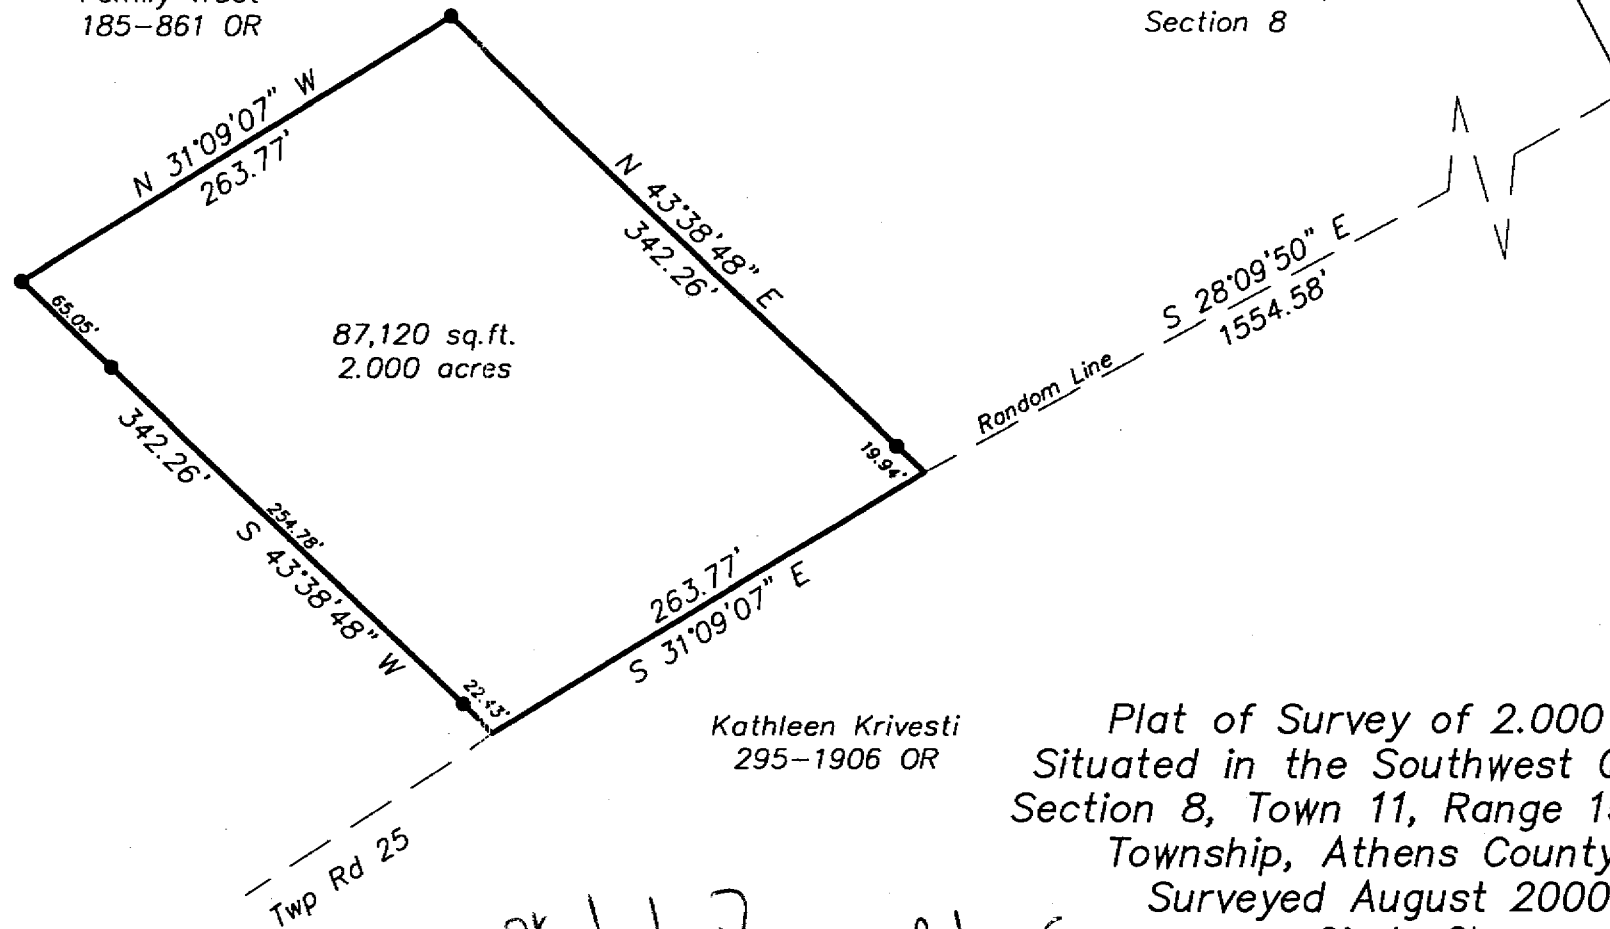 185-861 OR
Section 8
N 31°09'07" W
263.77'
N 43°38'48" E
342.26'
65.05'
87,120 sq.ft.
2.000 acres
S 28°09'50" E
1554.58'
Random Line
19.94'
342.26'
254.78'
S 43°38'48" W
263.77'
S 31°09'07" E
22.43'
Kathleen Krivesti
295-1906 OR
Twp Rd 25
Plat of Survey of 2.000
Situated in the Southwest
Section 8, Town 11, Range
Township, Athens County
Surveyed August 2000